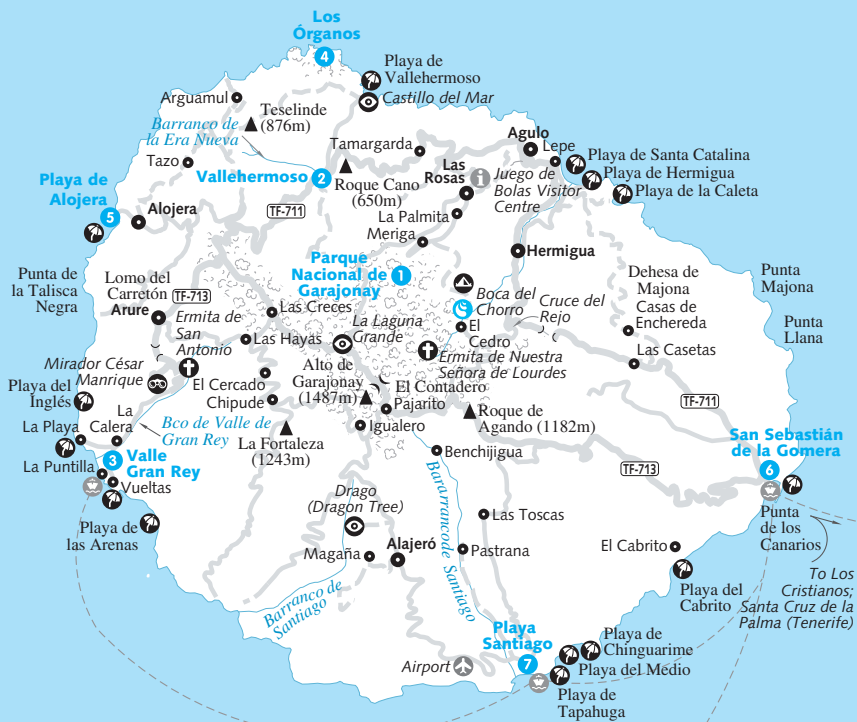 Los
Órganos
4
Playa de
Vallehermoso
Castillo del Mar
Arguamul
Teselinde
(876m)
Barranco de
la Era Nueva
Tazo
Vallehermoso 2
Tamargarda
Roque Cano
(650m)
Agulo
Lepe
Las
Rosas
Juego de
Bolas Visitor
Centre
Playa de Santa Catalina
Playa de Hermigua
Playa de la Caleta
Playa de
Alojera
5
Alojera
TF-711
La Palmita
Meriga
Hermigua
Parque
Nacional de
Garajonay
1
Punta de
la Talisca
Negra
Lomo del
Carretón
TF-713
Arure
Ermita de
San
Antonio
Las Creces
Las Hayas
La Laguna
Grande
Boca del
Chorro
El
Cedro
Cruce del
Rejo
Ermita de Nuestra
Señora de Lourdes
Dehesa de
Majona
Casas de
Enchereda
Las Casetas
Punta
Majona
Punta
Llana
Mirador César
Manrique
Playa del
Inglés
El Cercado
Chipude
Alto de
Garajonay
(1487m)
El Contadero
Pajarito
Igualero
Roque de
Agando (1182m)
TF-711
La Playa
La
Calera
Bco de Valle de
Gran Rey
La Fortaleza
(1243m)
Benchijigua
TF-713
San Sebastián
de la Gomera
6
La Puntilla
3 Valle
Gran Rey
Vueltas
Playa de
las Arenas
Drago
(Dragon Tree)
Magaña
Alajeró
Bararrancode Santiago
Las Toscas
Pastrana
El Cabrito
Punta
de los
Canarios
Playa del
Cabrito
To Los
Cristianos;
Santa Cruz de la
Palma (Tenerife)
Barranco de
Santiago
Airport
Playa
Santiago
7
Playa de
Chinguarime
Playa del Medio
Playa de
Tapahuga